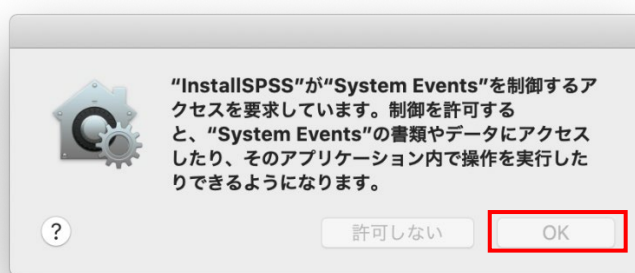 “InstallSPSS”が“System Events”を制御するア
クセスを要求しています。制御を許可する
と、“System Events”の書類やデータにアクセス
したり、そのアプリケーション内で操作を実行した
りできるようになります。
? 許可しない OK